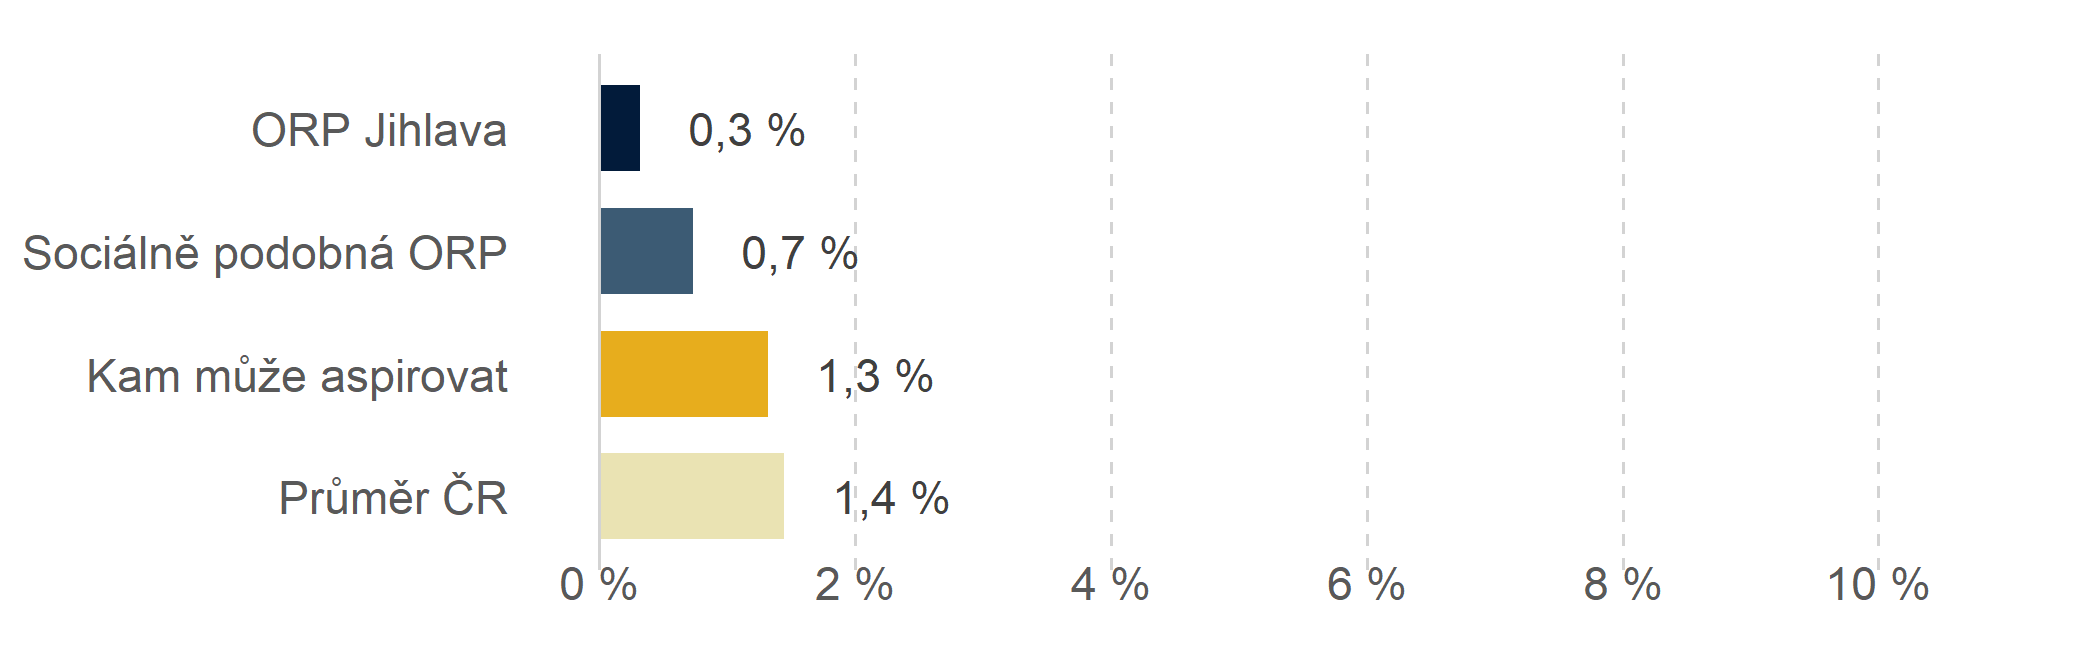 ORP Jihlava 0,3 %
Sociálně podobná ORP 0,7 %
Kam může aspirovat 1,3 %
Průměr ČR 1,4 %
0 % 2 % 4 % 6 % 8 % 10 %